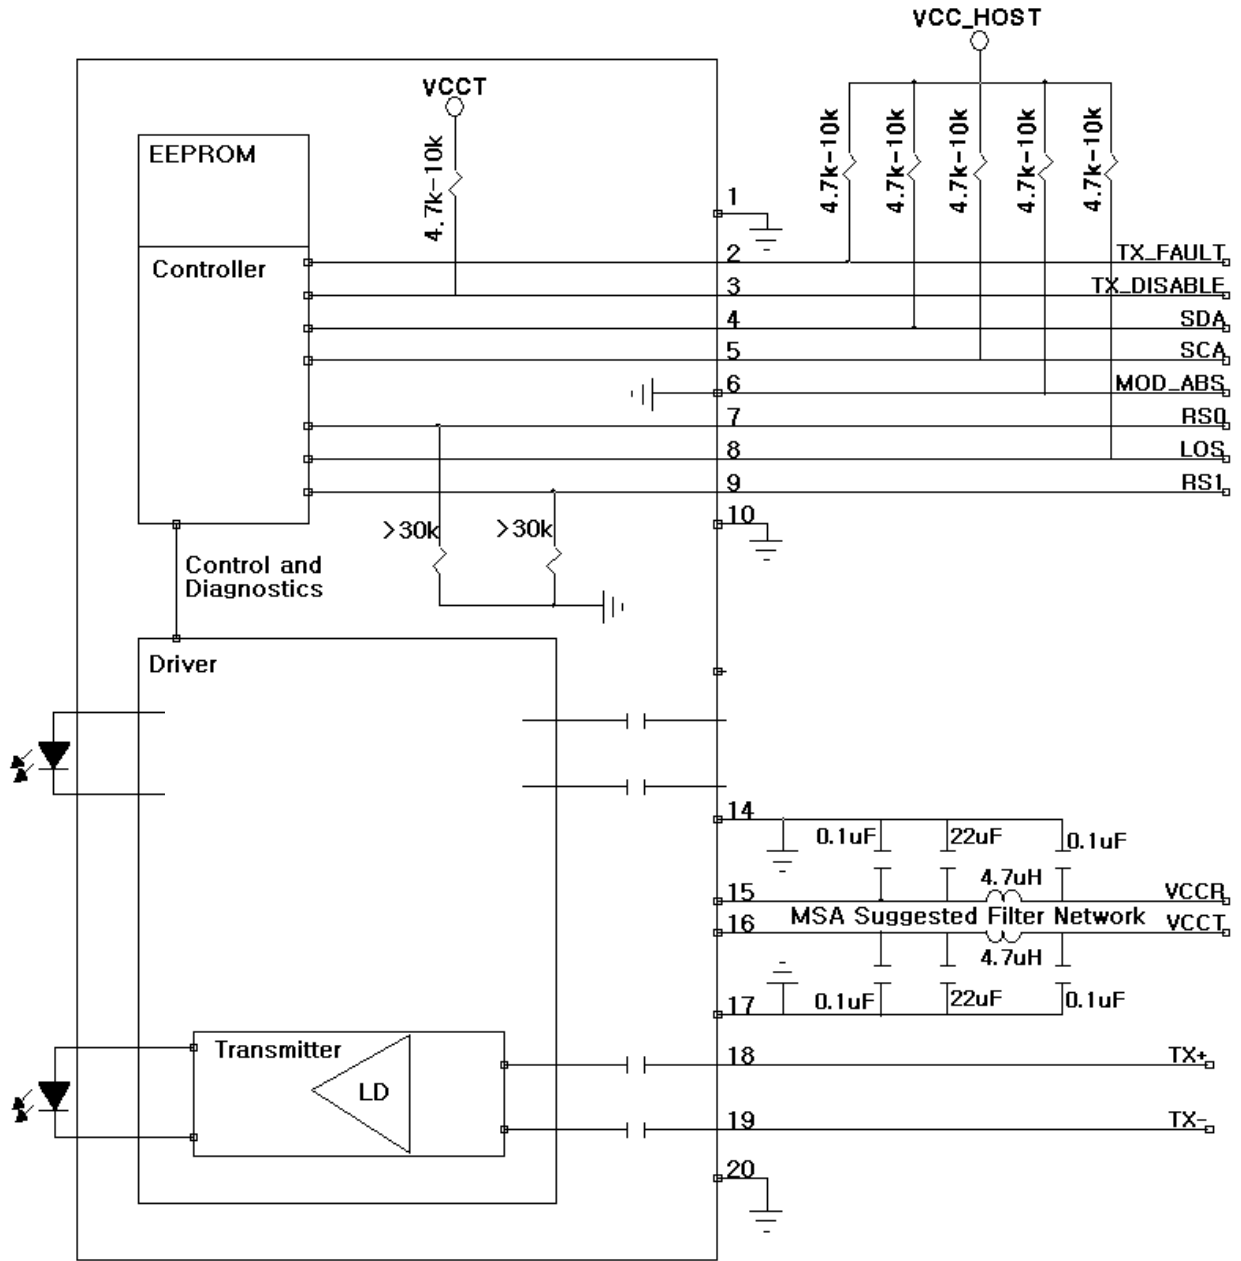 VCC_HOST
VCCT
4.7k-10k
4.7k-10k
4.7k-10k
4.7k-10k
4.7k-10k
4.7k-10k
EEPROM
Controller
1
2
TX_FAULT
3
TX_DISABLE
4
SDA
5
SCA
6
MOD_ABS
7
RS0
8
LOS
9
RS1
10
>30k
>30k
Control and
Diagnostics
Driver
14
0.1uF
22uF
0.1uF
4.7uH
15
VCCR
MSA Suggested Filter Network
16
VCCT
4.7uH
17
0.1uF
22uF
0.1uF
Transmitter
LD
18
TX+
19
TX-
20